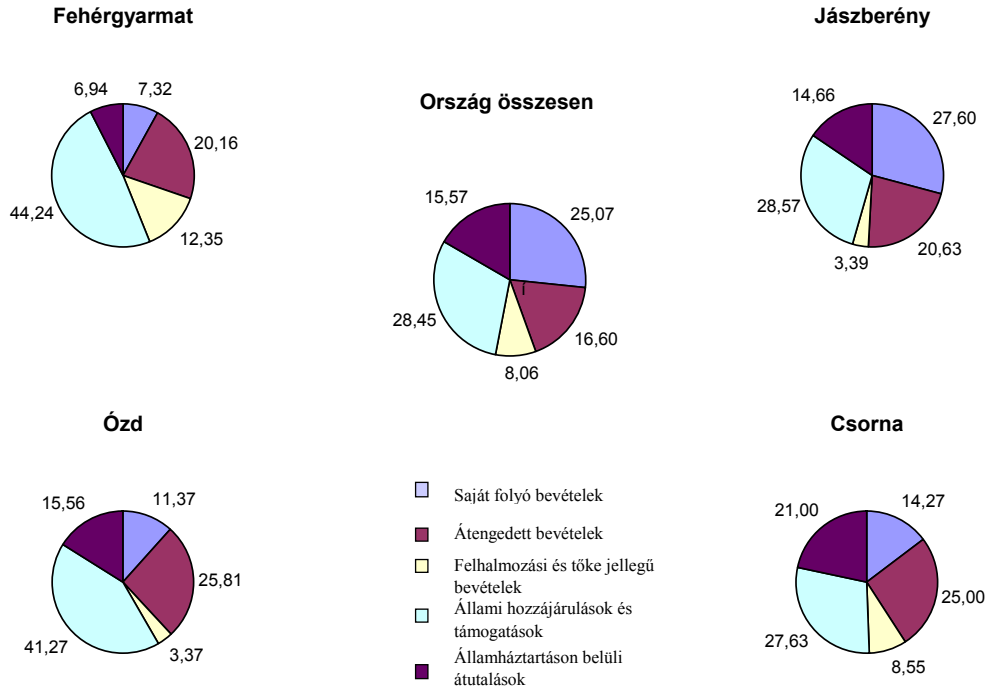 Fehérgyarmat
6,94
7,32
20,16
12,35
44,24
Jászberény
14,66
27,60
20,63
3,39
28,57
Ország összesen
15,57
25,07
16,60
8,06
28,45
Ózd
15,56
11,37
25,81
3,37
41,27
Saját folyó bevételek
Átengedett bevételek
Felhalmozási és tőke jellegű
bevételek
Állami hozzájárulások és
támogatások
Államháztartáson belüli
átutalások
Csorna
21,00
14,27
25,00
8,55
27,63